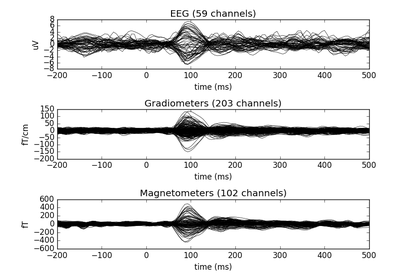 EEG (59 channels)
8
6
4
2
0
−2
−4
−6
−8
uV
−200 −100 0 100 200 300 400 500
time (ms)
Gradiometers (203 channels)
150
100
50
0
−50
−100
−150
−200
fT/cm
−200 −100 0 100 200 300 400 500
time (ms)
Magnetometers (102 channels)
600
400
200
0
−200
−400
−600
fT
−200 −100 0 100 200 300 400 500
time (ms)